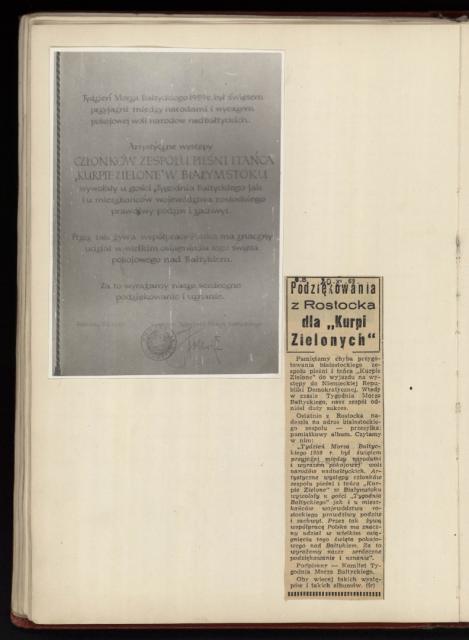 Tydzień Morza Bałtyckiego 1959 r. był świętem
przyjaźni między narodami i wyrazem
pokojowej woli narodów nadbałtyckich.
Artystyczne występy
CZŁONKÓW ZESPOŁU PIEŚNI I TAŃCA
„KURPIE ZIELONE" W BIAŁYMSTOKU
wywołały u gości „Tygodnia Bałtyckiego" jak
i u mieszkańców województwa rostockiego
prawdziwy podziw i zachwyt.
Przez tak żywą współpracę Polska ma znaczny
udział w wielkim osiągnięciu tego święta
pokojowego nad Bałtykiem.
Za to wyrażamy nasze serdeczne
podziękowanie i uznanie.
Podziękowania
z Rostocka
dla „Kurpi
Zielonych"
Pamiętamy chyba przygo-
towania białostockiego ze-
społu pieśni i tańca „Kurpie
Zielone" do wyjazdu na wy-
stępy do Niemieckiej Repu-
bliki Demokratycznej. Wtedy
w czasie Tygodnia Morza
Bałtyckiego, nasz zespół od-
niósł duży sukces.
Ostatnio z Rostocka na-
deszła na adres białostockie-
go zespołu — przesyłka:
pamiątkowy album. Czytamy
w nim:
„Tydzień Morza Bałtyc-
kiego 1959 r. był świętem
przyjaźni między narodami
i wyrazem pokojowej woli
narodów nadbałtyckich. Ar-
tystyczne występy członków
zespołu pieśni i tańca „Kur-
pie Zielone" w Białymstoku
wywołały u gości „Tygodnia
Bałtyckiego" jak i u miesz-
kańców województwa ro-
stockiego prawdziwy podziw
i zachwyt. Przez tak żywą
współpracę Polska ma znacz-
ny udział w wielkim osią-
gnięciu tego święta pokojo-
wego nad Bałtykiem. Za to
wyrażamy nasze serdeczne
podziękowanie i uznanie".
Podpisano — Komitet Ty-
godnia Morza Bałtyckiego.
Oby więcej takich wystę-
pów i takich albumów. (kr)